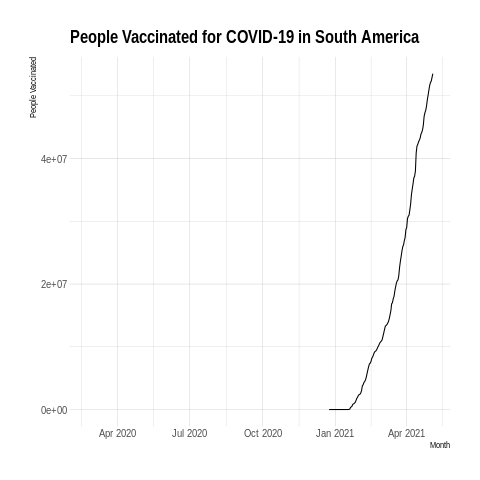 People Vaccinated for COVID-19 in South America
People Vaccinated
4e+07
2e+07
0e+00
Apr 2020 Jul 2020 Oct 2020 Jan 2021 Apr 2021
Month